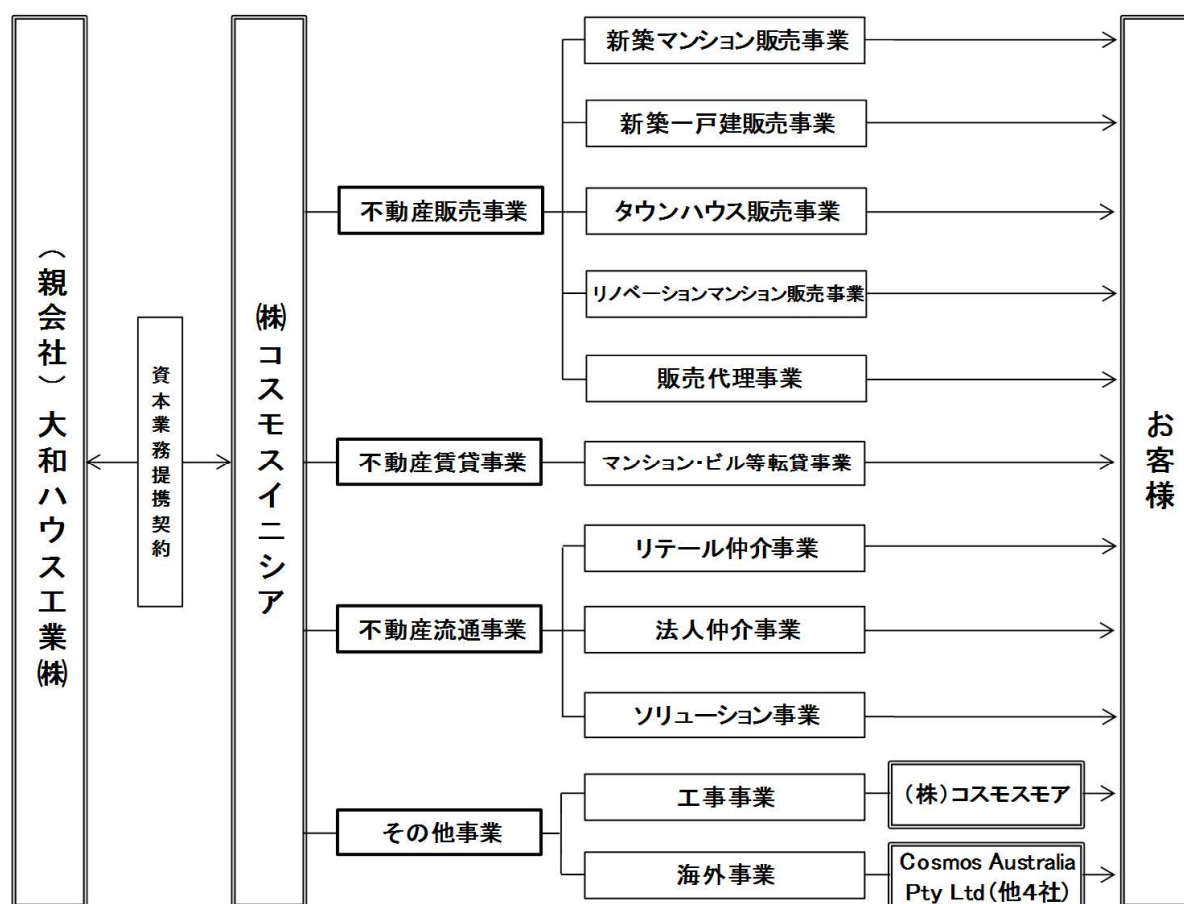 （親会社）大和ハウス工業㈱
資本業務提携契約
㈱コスモスイニシア
不動産販売事業
新築マンション販売事業
新築一戸建販売事業
タウンハウス販売事業
リノベーションマンション販売事業
販売代理事業
不動産賃貸事業
マンション・ビル等転貸事業
不動産流通事業
リテール仲介事業
法人仲介事業
ソリューション事業
その他事業
工事事業
（株）コスモスモア
海外事業
Cosmos Australia
Pty Ltd（他4社）
お客様